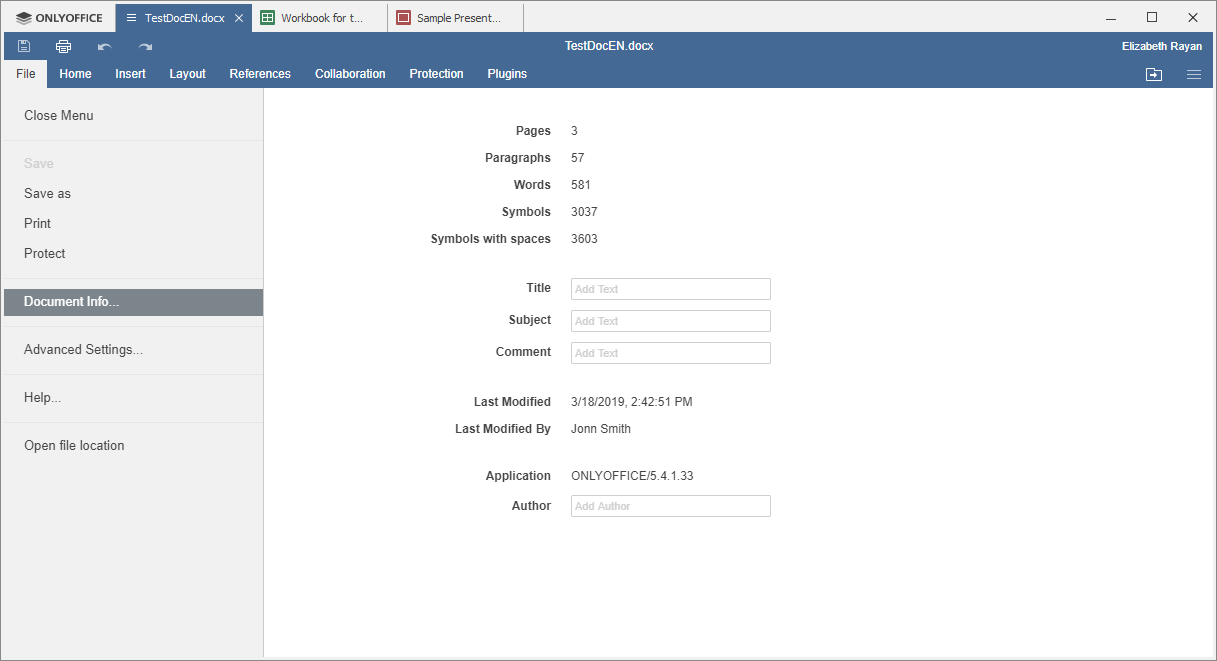 ONLYOFFICE TestDocEN.docx Workbook for t... Sample Present...
TestDocEN.docx Elizabeth Rayan
File Home Insert Layout References Collaboration Protection Plugins
Close Menu
Save
Save as
Print
Protect
Document Info...
Advanced Settings...
Help...
Open file location
Pages 3
Paragraphs 57
Words 581
Symbols 3037
Symbols with spaces 3603
Title Add Text
Subject Add Text
Comment Add Text
Last Modified 3/18/2019, 2:42:51 PM
Last Modified By Jonn Smith
Application ONLYOFFICE/5.4.1.33
Author Add Author